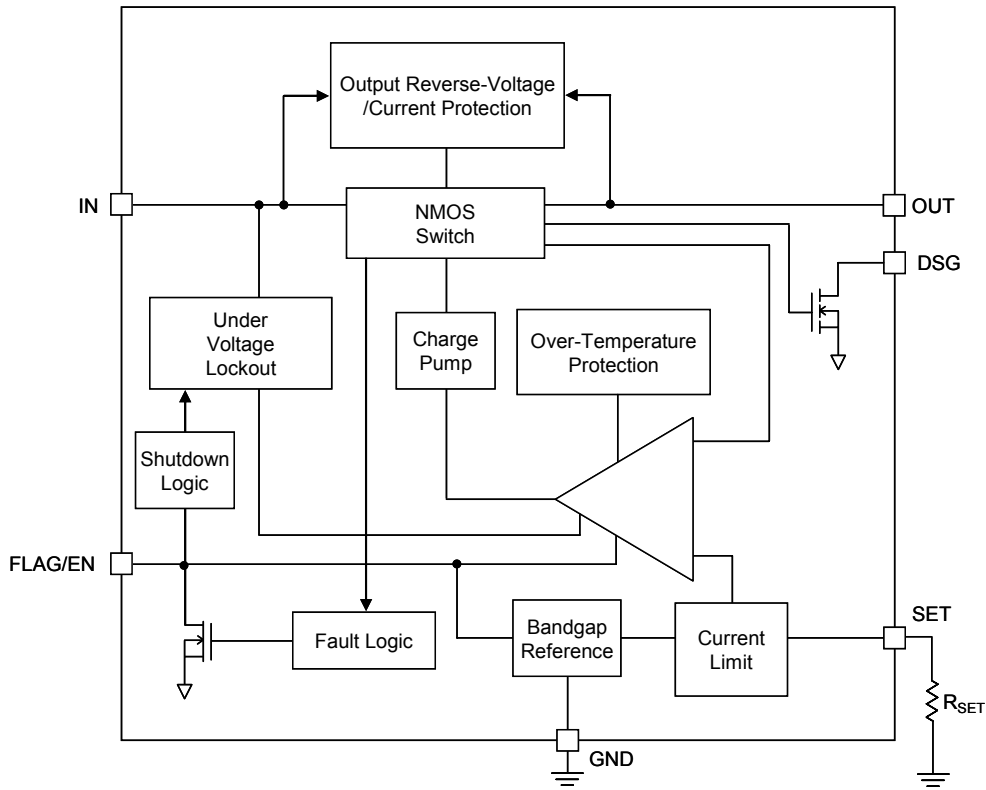 Output Reverse-Voltage
/Current Protection
IN
NMOS
Switch
OUT
DSG
Under
Voltage
Lockout
Charge
Pump
Over-Temperature
Protection
Shutdown
Logic
FLAG/EN
Fault Logic
Bandgap
Reference
Current
Limit
SET
RSET
GND